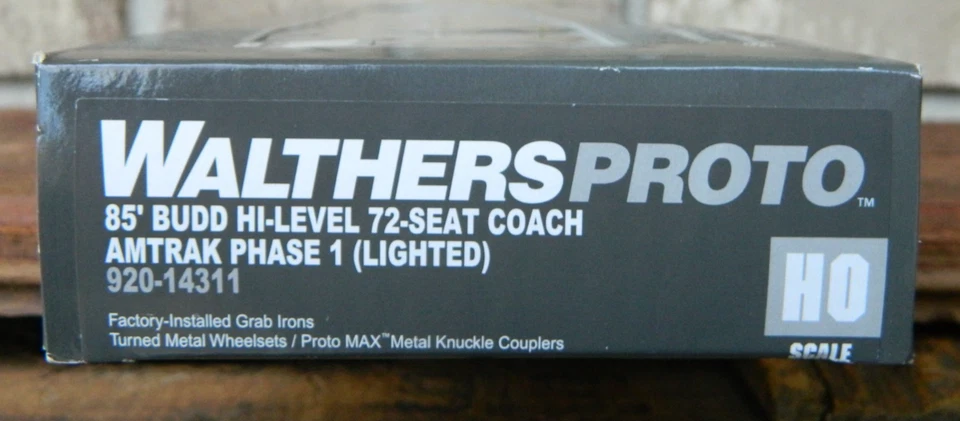 WALTHERSPROTO™
85' BUDD HI-LEVEL 72-SEAT COACH
AMTRAK PHASE 1 (LIGHTED)
920-14311
Factory-Installed Grab Irons
Turned Metal Wheelsets / Proto MAX™ Metal Knuckle Couplers
HO
SCALE